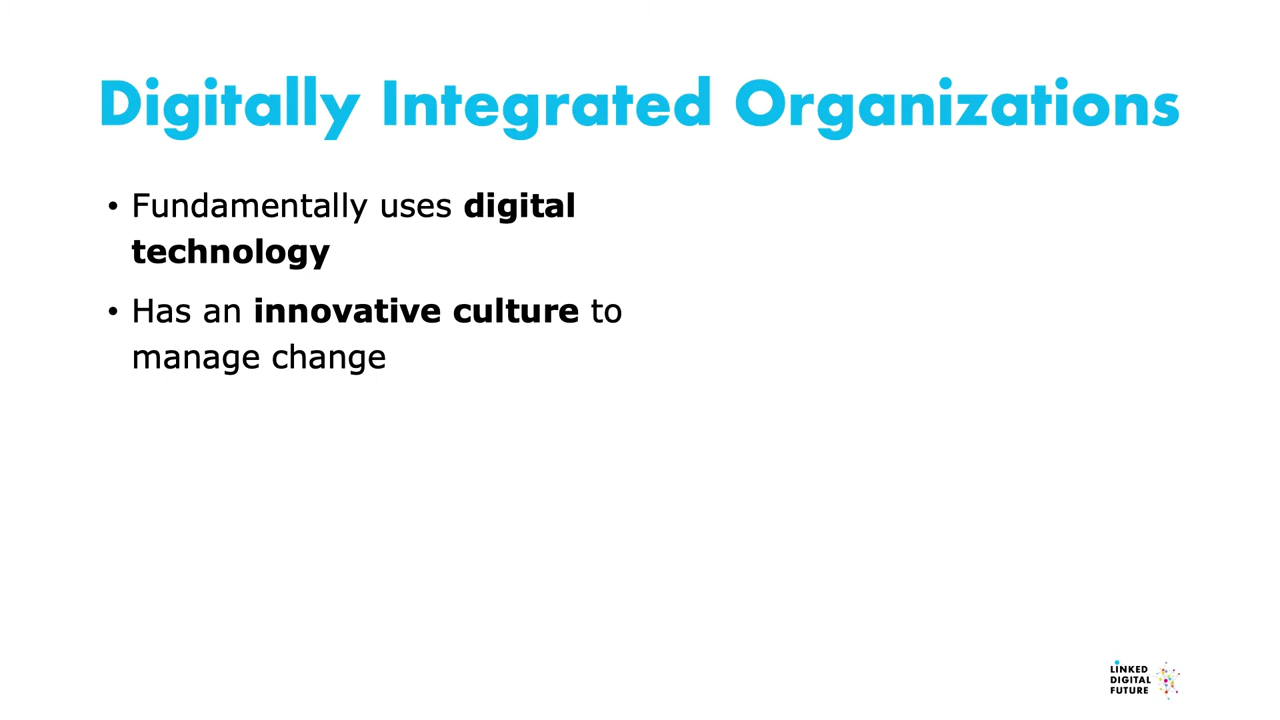 Digitally Integrated Organizations
• Fundamentally uses digital
technology
• Has an innovative culture to
manage change
LINKED
DIGITAL
FUTURE